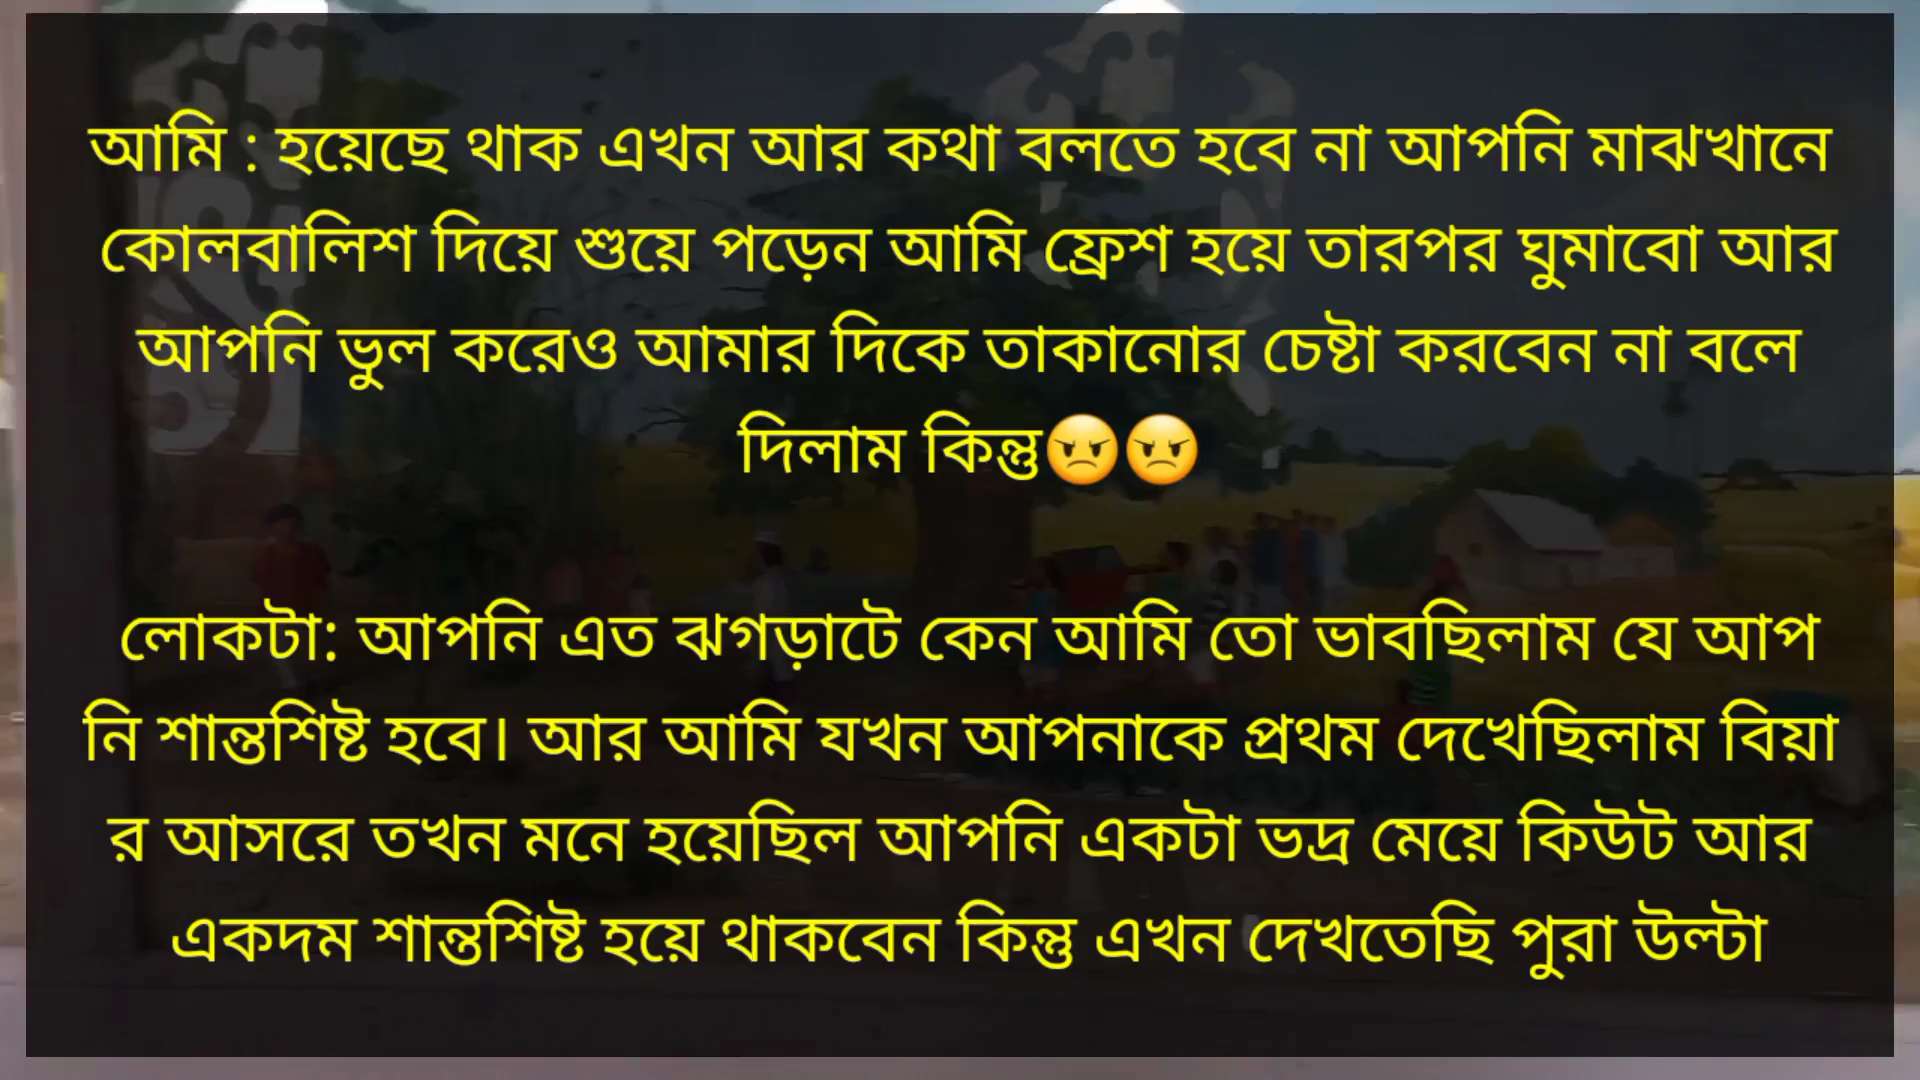 আমি : হয়েছে থাক এখন আর কথা বলতে হবে না আপনি মাঝখানে
কোলবালিশ দিয়ে শুয়ে পড়েন আমি ফ্রেশ হয়ে তারপর ঘুমাবো আর
আপনি ভুল করেও আমার দিকে তাকানোর চেষ্টা করবেন না বলে
দিলাম কিন্তু😠😠
লোকটা: আপনি এত ঝগড়াটে কেন আমি তো ভাবছিলাম যে আপ
নি শান্তশিষ্ট হবে। আর আমি যখন আপনাকে প্রথম দেখেছিলাম বিয়া
র আসরে তখন মনে হয়েছিল আপনি একটা ভদ্র মেয়ে কিউট আর
একদম শান্তশিষ্ট হয়ে থাকবেন কিন্তু এখন দেখতেছি পুরা উল্টা